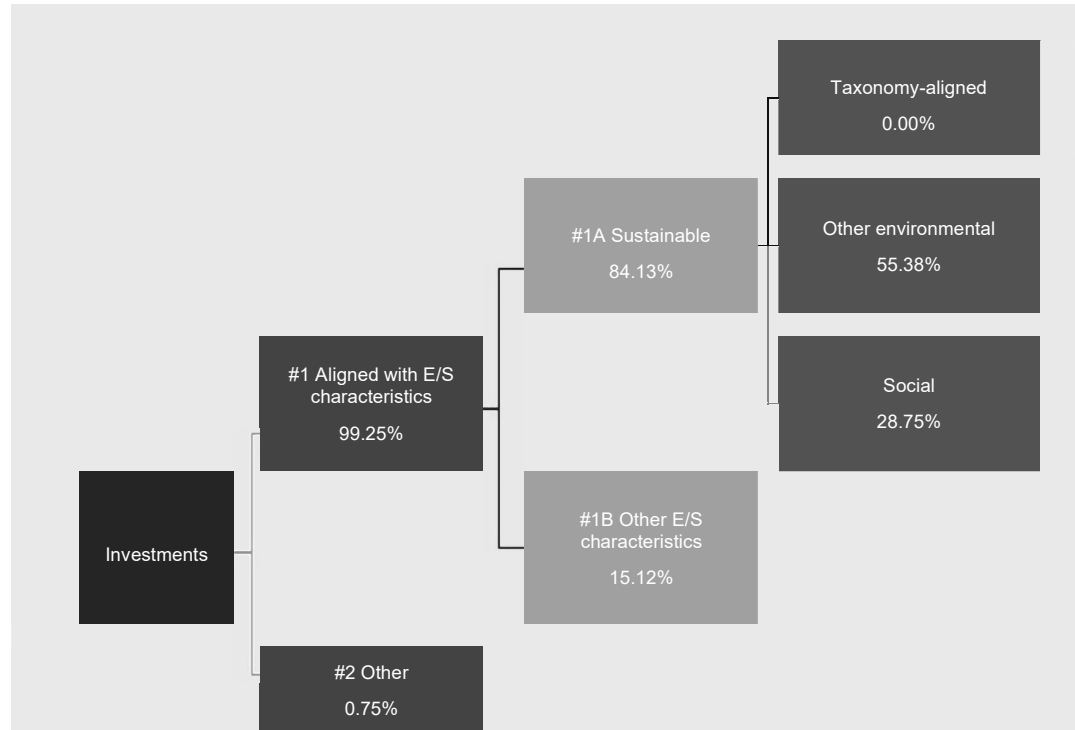 Taxonomy-aligned
0.00%
#1A Sustainable
84.13%
Other environmental
55.38%
#1 Aligned with E/S
characteristics
99.25%
Social
28.75%
Investments
#1B Other E/S
characteristics
15.12%
#2 Other
0.75%